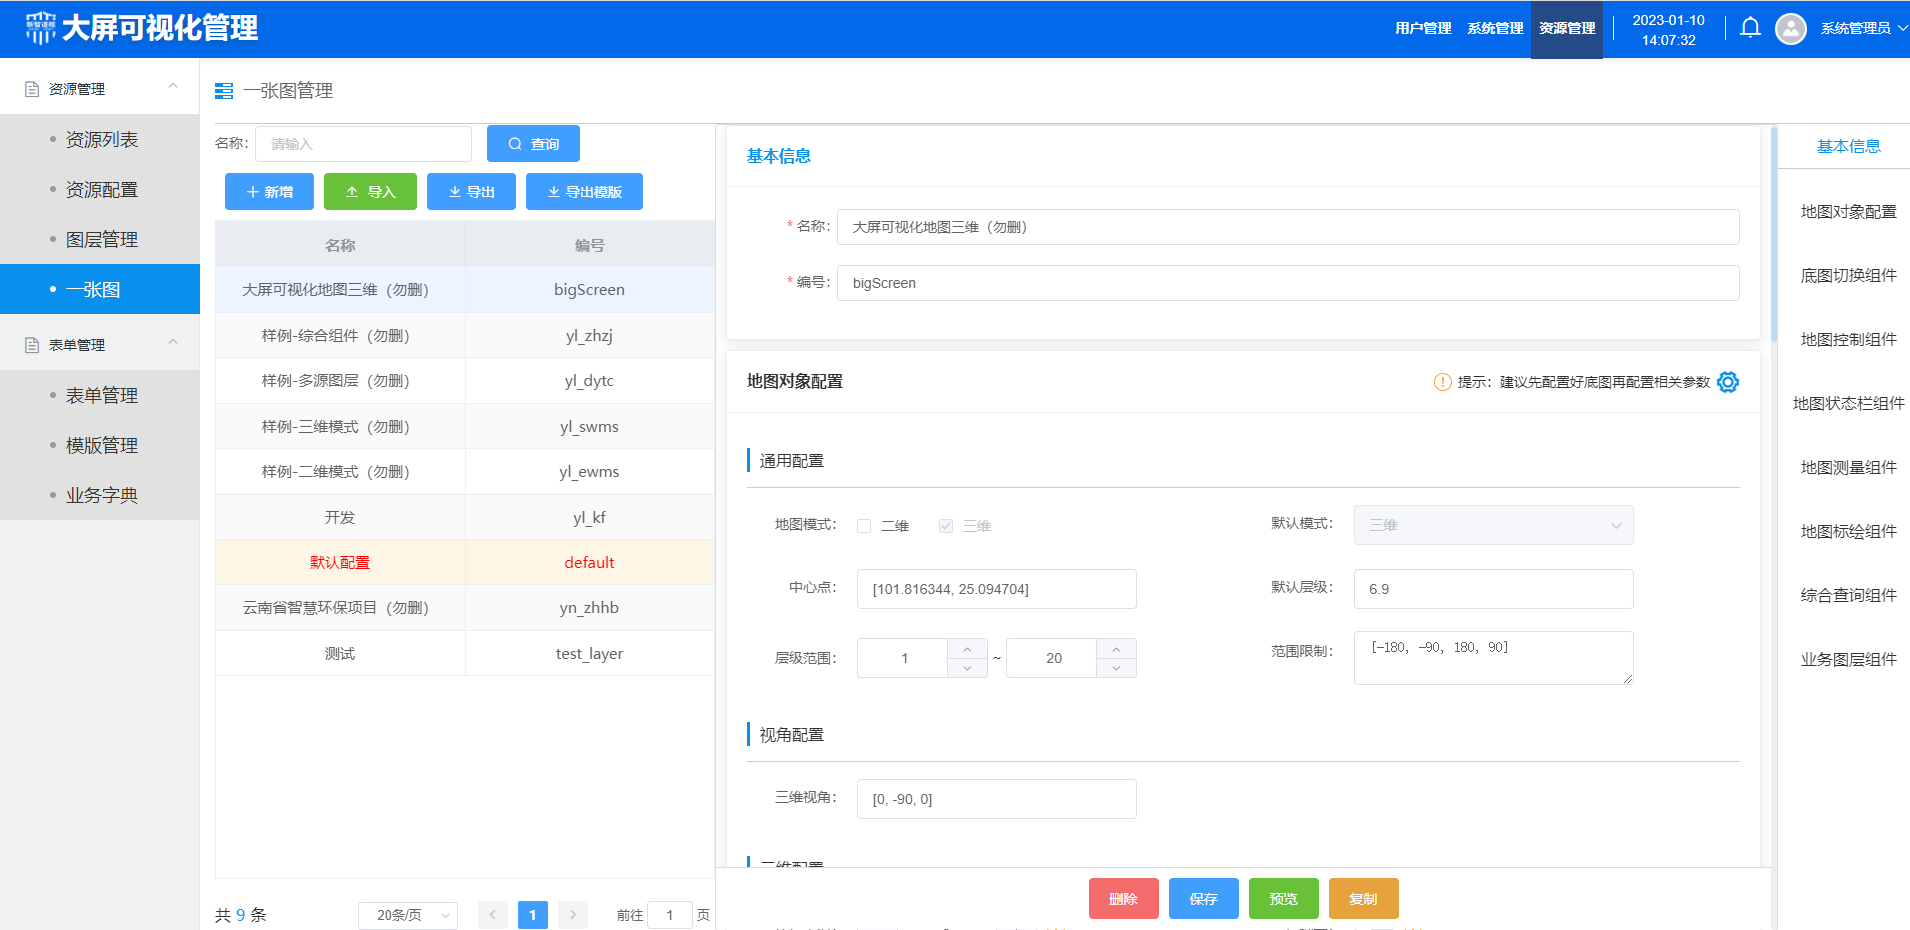 大屏可视化管理
用户管理 系统管理 资源管理 2023-01-10 14:07:32 系统管理员
资源管理
资源列表
资源配置
图层管理
一张图
表单管理
表单管理
模版管理
业务字典
一张图管理
名称: 请输入 查询
新增 导入 导出 导出模版
名称 编号
大屏可视化地图三维（勿删） bigScreen
样例-综合组件（勿删） yl_zhzj
样例-多源图层（勿删） yl_dytc
样例-三维模式（勿删） yl_swms
样例-二维模式（勿删） yl_ewms
开发 yl_kf
默认配置 default
云南省智慧环保项目（勿删） yn_zhhb
测试 test_layer
共 9 条 20条/页 1 前往 1 页
基本信息
* 名称: 大屏可视化地图三维（勿删）
* 编号: bigScreen
地图对象配置 提示：建议先配置好底图再配置相关参数
通用配置
地图模式: 二维 三维 默认模式: 三维
中心点: [101.816344, 25.094704] 默认层级: 6.9
层级范围: 1 ~ 20 范围限制: [-180, -90, 180, 90]
视角配置
三维视角: [0, -90, 0]
三维配置
删除 保存 预览 复制
基本信息
地图对象配置
底图切换组件
地图控制组件
地图状态栏组件
地图测量组件
地图标绘组件
综合查询组件
业务图层组件